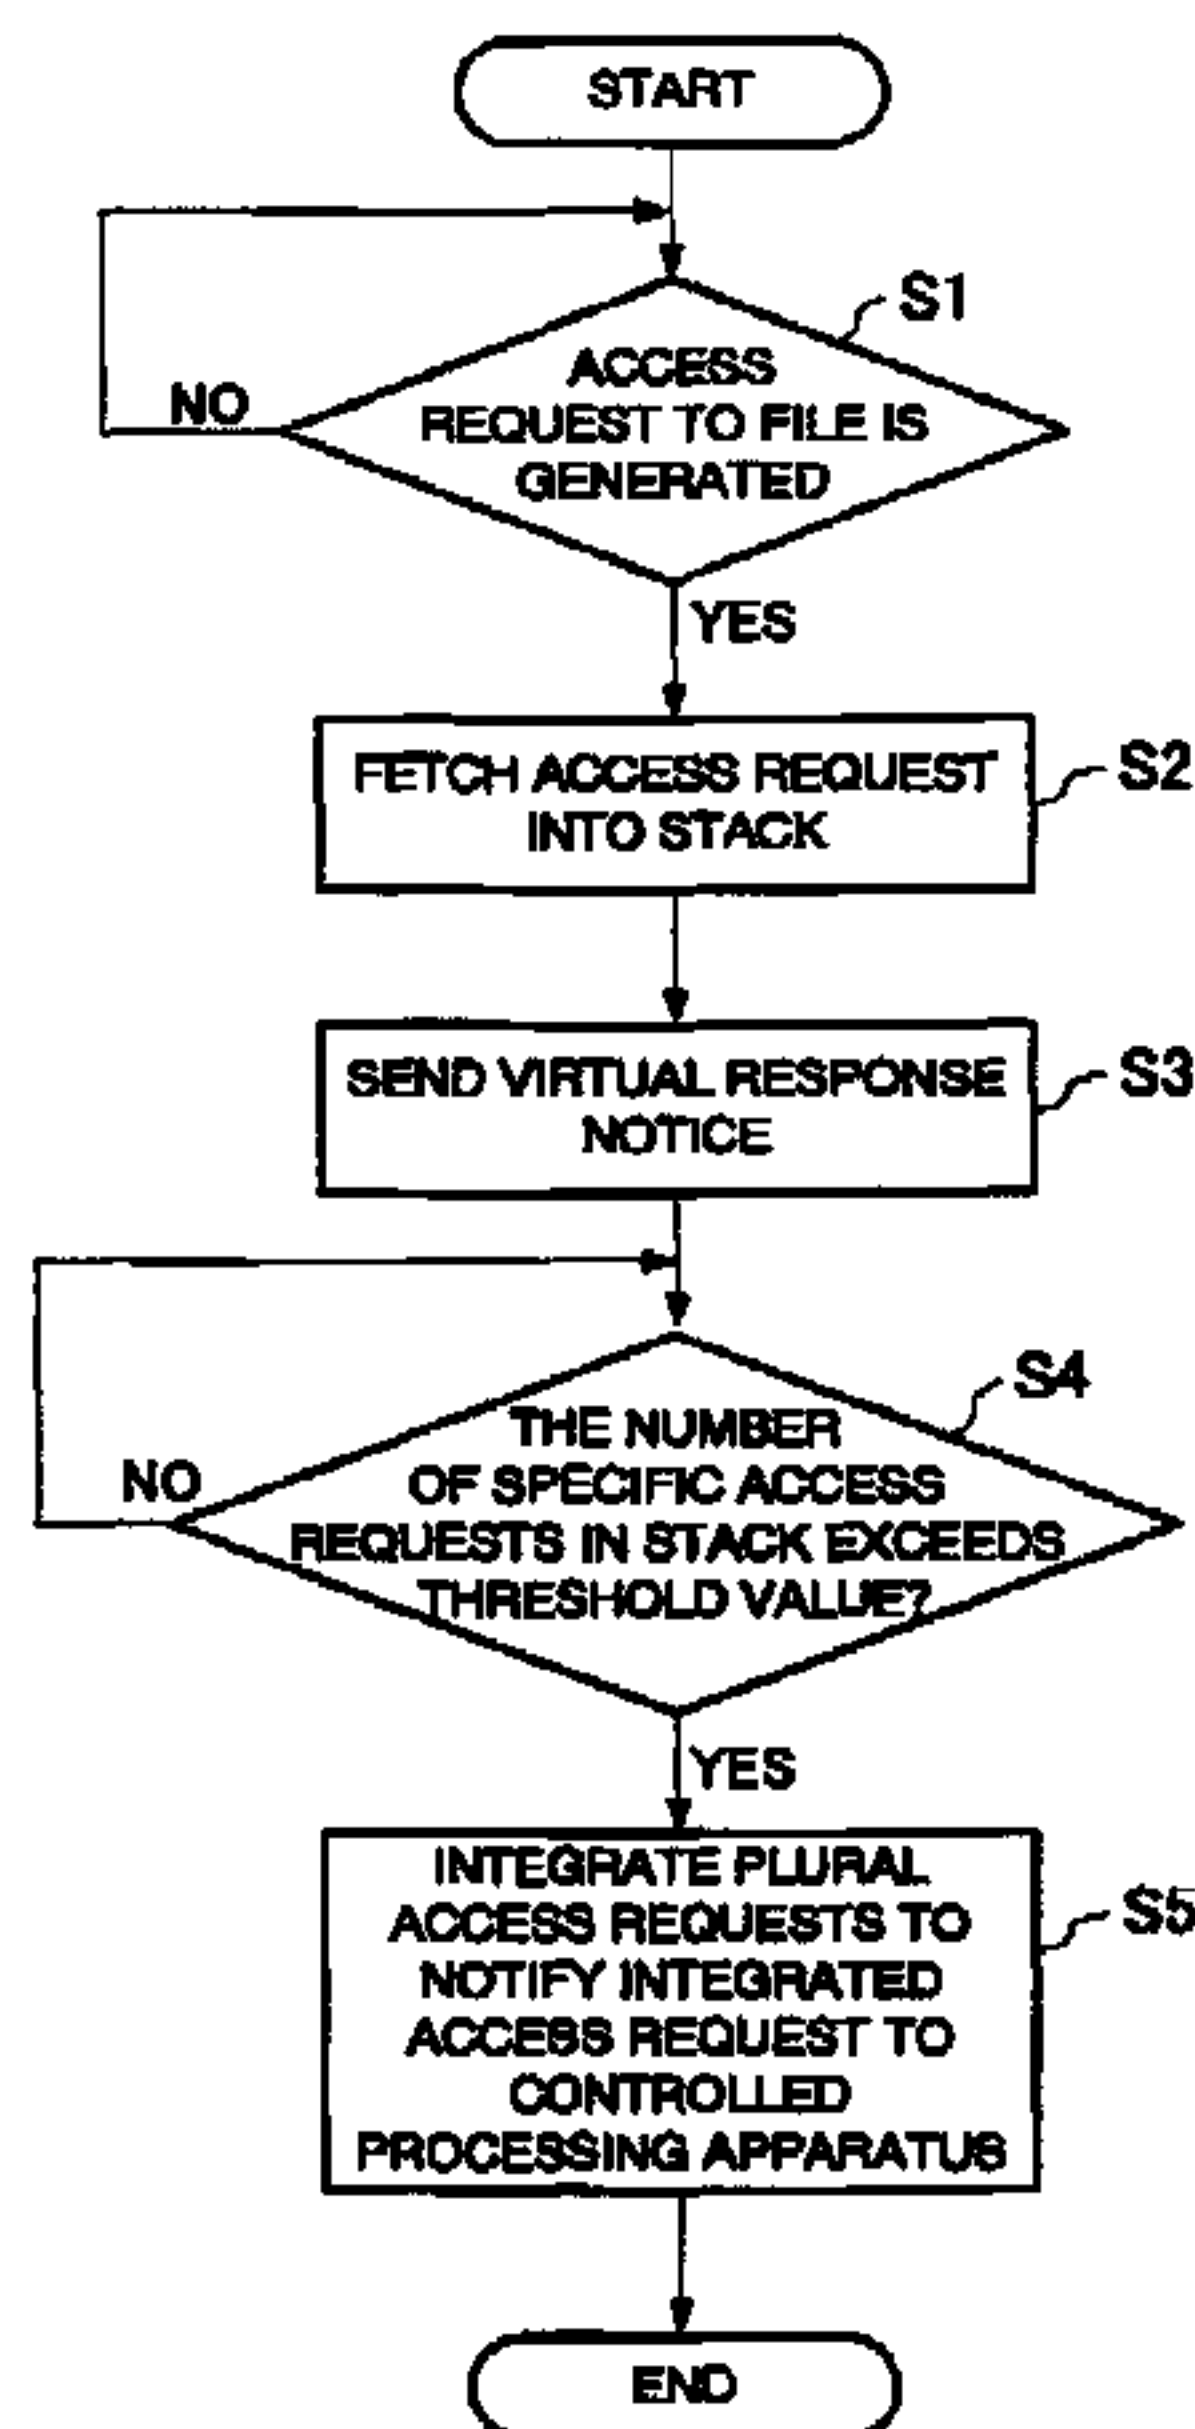 START
S1
ACCESS
REQUEST TO FILE IS
GENERATED
NO
YES
FETCH ACCESS REQUEST
INTO STACK
S2
SEND VIRTUAL RESPONSE
NOTICE
S3
S4
THE NUMBER
OF SPECIFIC ACCESS
REQUESTS IN STACK EXCEEDS
THRESHOLD VALUE?
NO
YES
INTEGRATE PLURAL
ACCESS REQUESTS TO
NOTIFY INTEGRATED
ACCESS REQUEST TO
CONTROLLED
PROCESSING APPARATUS
S5
END